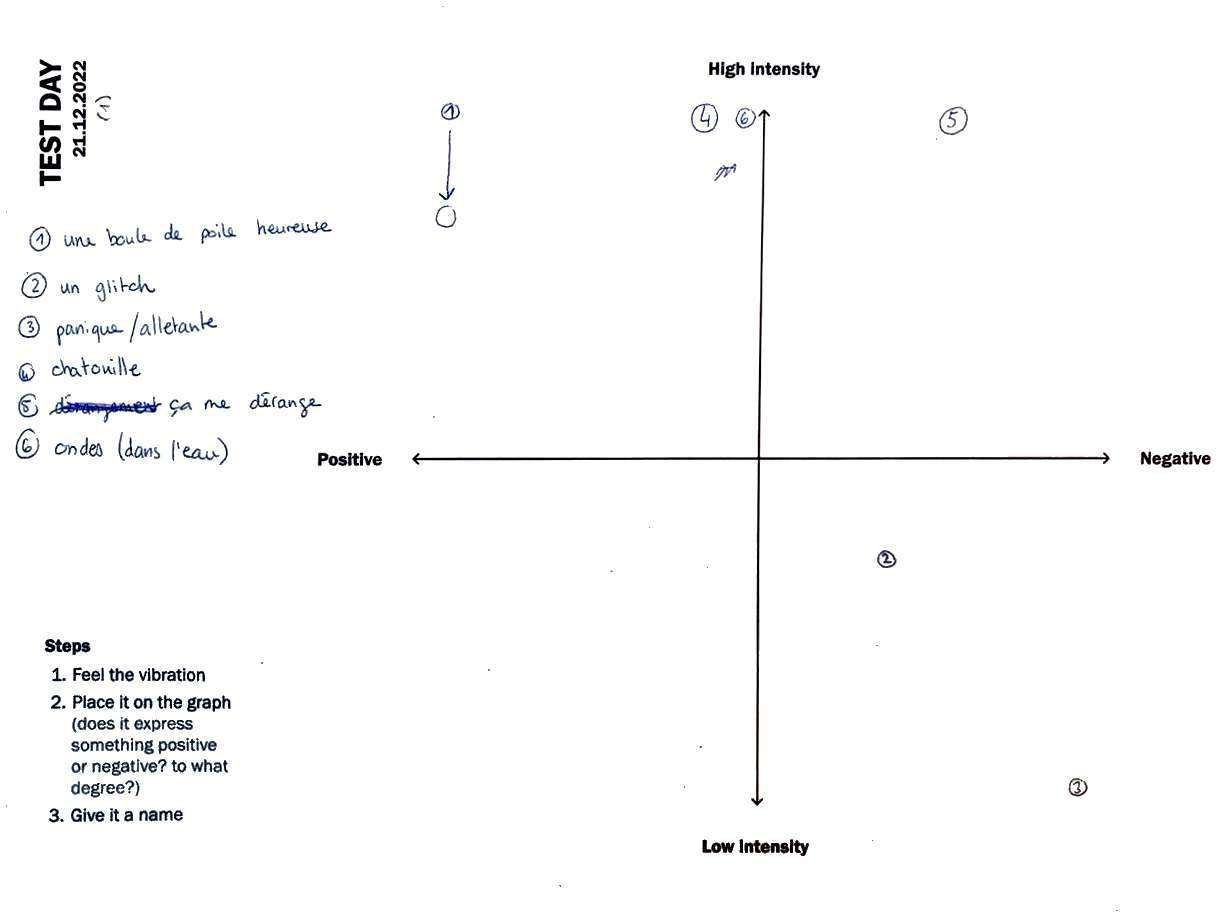 TEST DAY
21.12.2022
(1)
High intensity
① ④ ⑥ ⑤
① une boule de poile heureuse
② un glitch
③ panique/alletante
④ chatouille
⑤ dérangement ça me dérange
⑥ ondes (dans l'eau)
Positive
Negative
②
③
Low intensity
Steps
1. Feel the vibration
2. Place it on the graph
(does it express
something positive
or negative? to what
degree?)
3. Give it a name